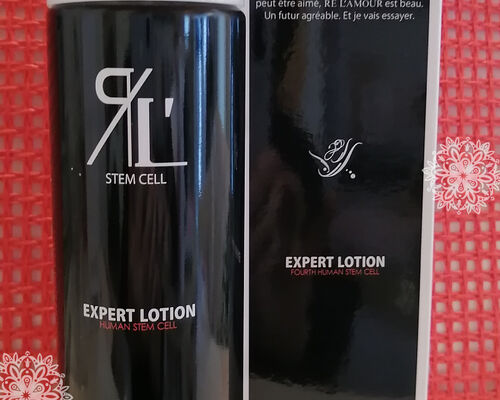 R/L'
STEM CELL
EXPERT LOTION
HUMAN STEM CELL
peut être aimé, RE L'AMOUR est beau.
Un futur agréable. Et je vais essayer.
EXPERT LOTION
FOURTH HUMAN STEM CELL